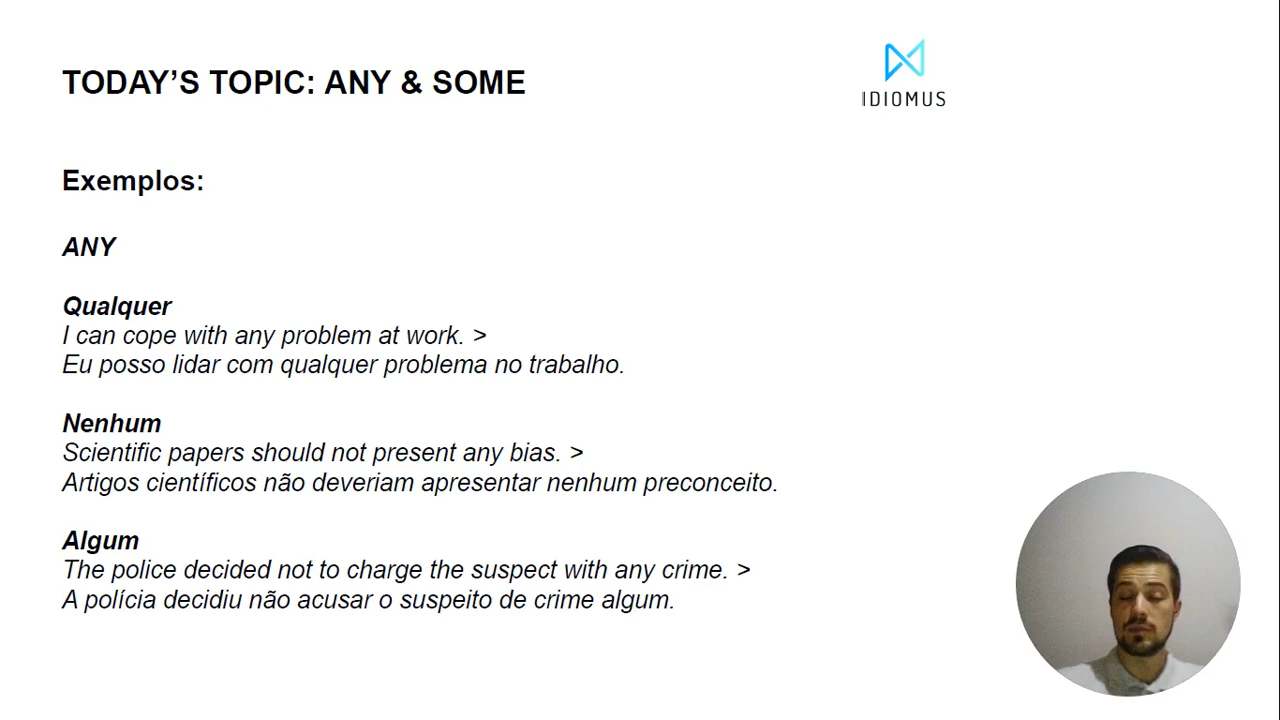 TODAY’S TOPIC: ANY & SOME
IDIOMUS
Exemplos:
ANY
Qualquer
I can cope with any problem at work. >
Eu posso lidar com qualquer problema no trabalho.
Nenhum
Scientific papers should not present any bias. >
Artigos científicos não deveriam apresentar nenhum preconceito.
Algum
The police decided not to charge the suspect with any crime. >
A polícia decidiu não acusar o suspeito de crime algum.